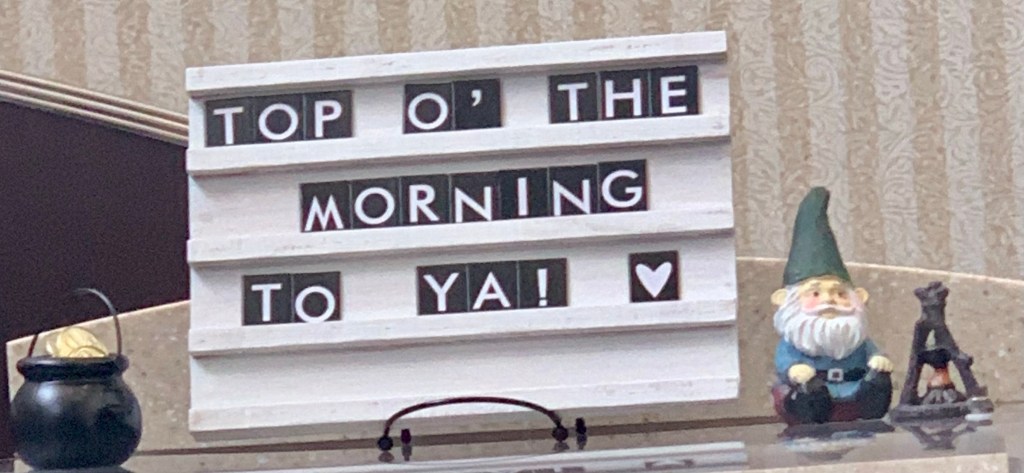 TOP O' THE
MORNING
TO YA! ♥